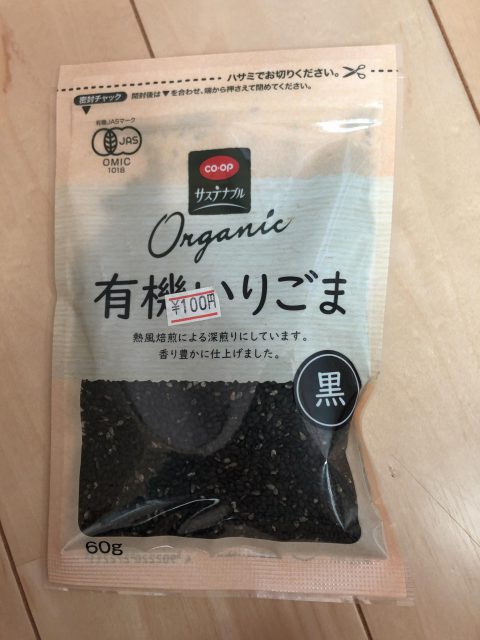 ハサミでお切りください。
密封チャック 開封後は▼を合わせ、端から押さえて閉めてください。
有機JASマーク
JAS
OMIC
1018
CO·OP
サステナブル
Organic
有機いりごま
¥100円
熱風焙煎による深煎りにしています。
香り豊かに仕上げました。
黒
60g